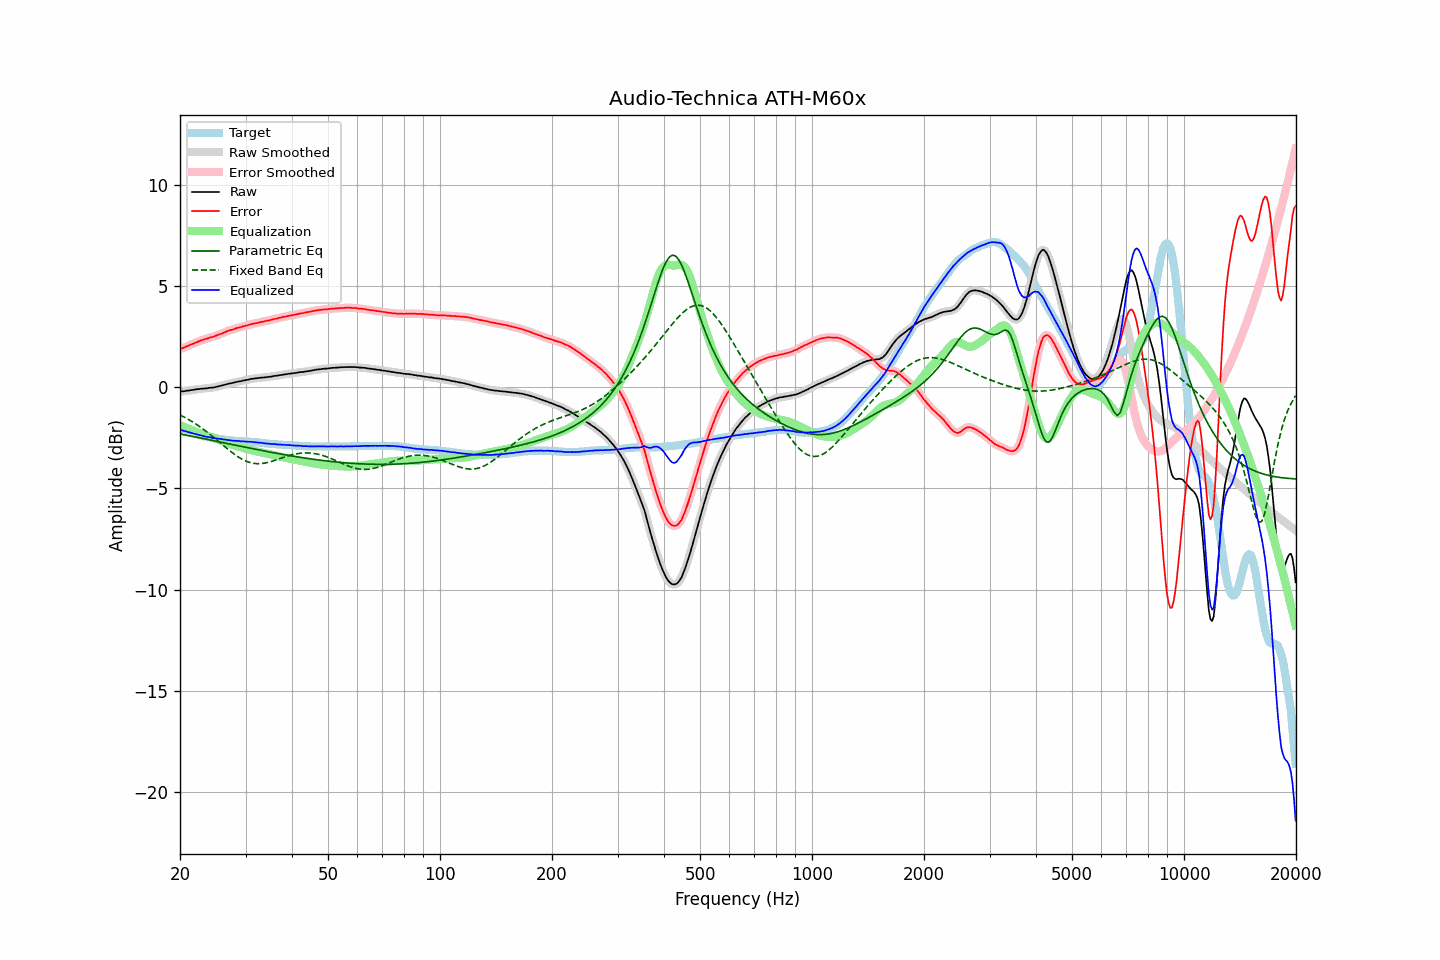 Audio-Technica ATH-M60x
Target
Raw Smoothed
Error Smoothed
Raw
Error
Equalization
Parametric Eq
Fixed Band Eq
Equalized
10
5
0
−5
−10
−15
−20
Amplitude (dBr)
20
50
100
200
500
1000
2000
5000
10000
20000
Frequency (Hz)